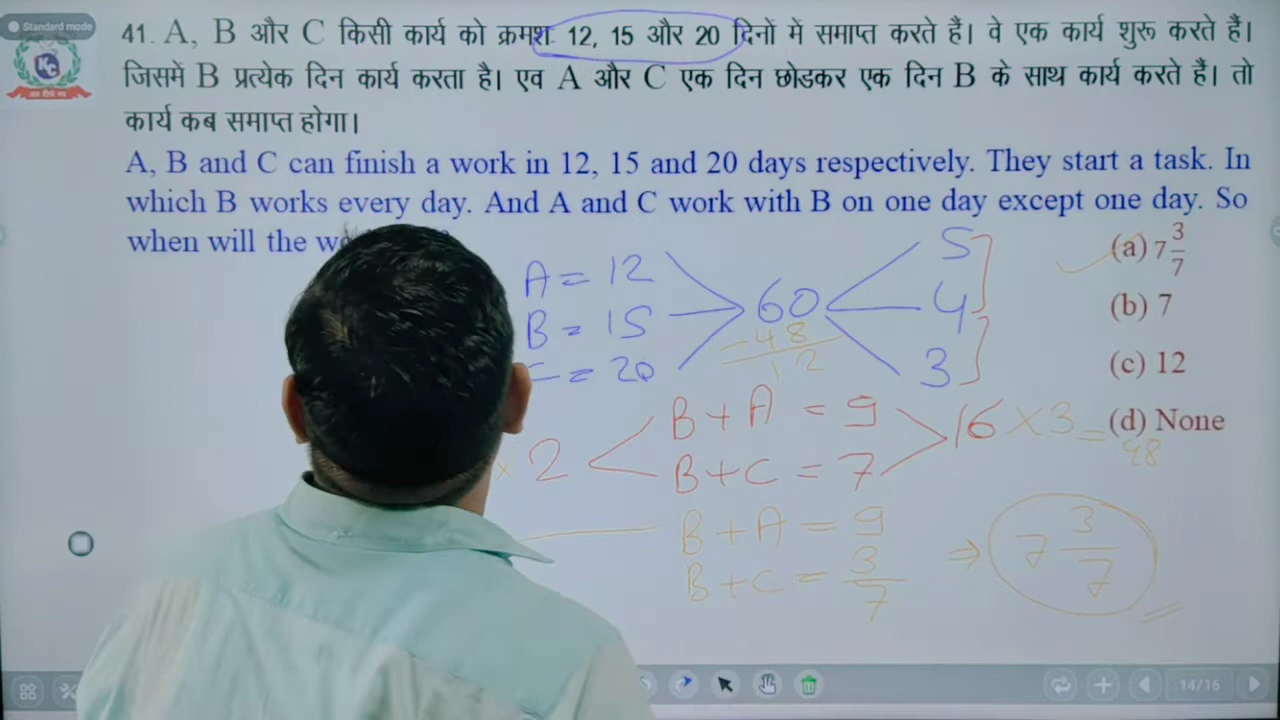 Standard mode
KC
41. A, B और C किसी कार्य को क्रमशः 12, 15 और 20 दिनों में समाप्त करते हैं। वे एक कार्य शुरू करते हैं।
जिसमें B प्रत्येक दिन कार्य करता है। एव A और C एक दिन छोडकर एक दिन B के साथ कार्य करते हैं। तो
कार्य कब समाप्त होगा।
A, B and C can finish a work in 12, 15 and 20 days respectively. They start a task. In
which B works every day. And A and C work with B on one day except one day. So
when will the
(a) 7 3/7
(b) 7
(c) 12
(d) None
A = 12
B = 15
= 20
60
- 48
12
5
4
3
× 2
B + A = 9
B + C = 7
16 × 3 = 48
B + A = 9
B + C = 3/7
⇒ 7 3/7
14/16